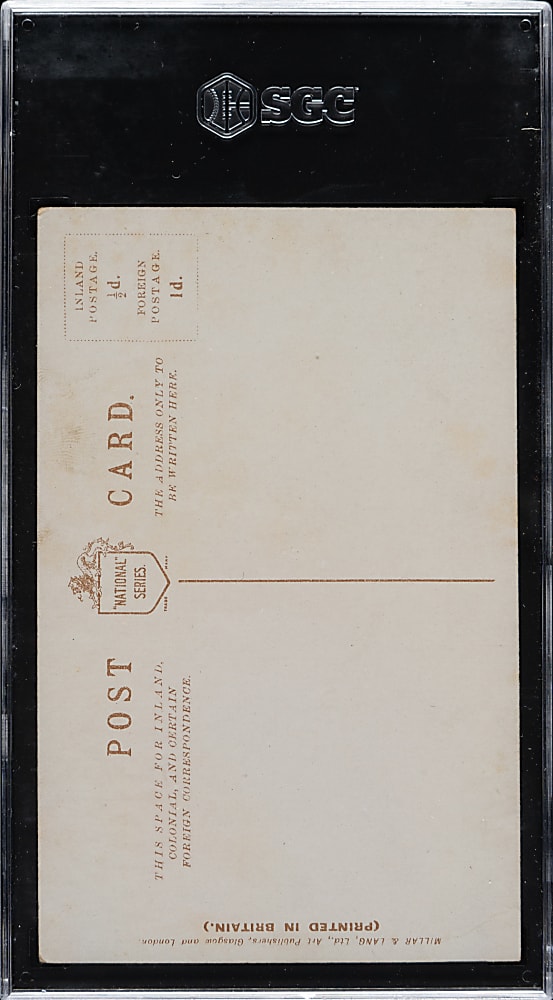 SGC
POST CARD.
"NATIONAL"
SERIES.
TRADE MARK
THIS SPACE FOR INLAND,
COLONIAL, AND CERTAIN
FOREIGN CORRESPONDENCE.
THE ADDRESS ONLY TO
BE WRITTEN HERE.
INLAND
POSTAGE.
½d.
FOREIGN
POSTAGE.
1d.
MILLAR & LANG, Ltd., Art Publishers, Glasgow and London.
(PRINTED IN BRITAIN.)